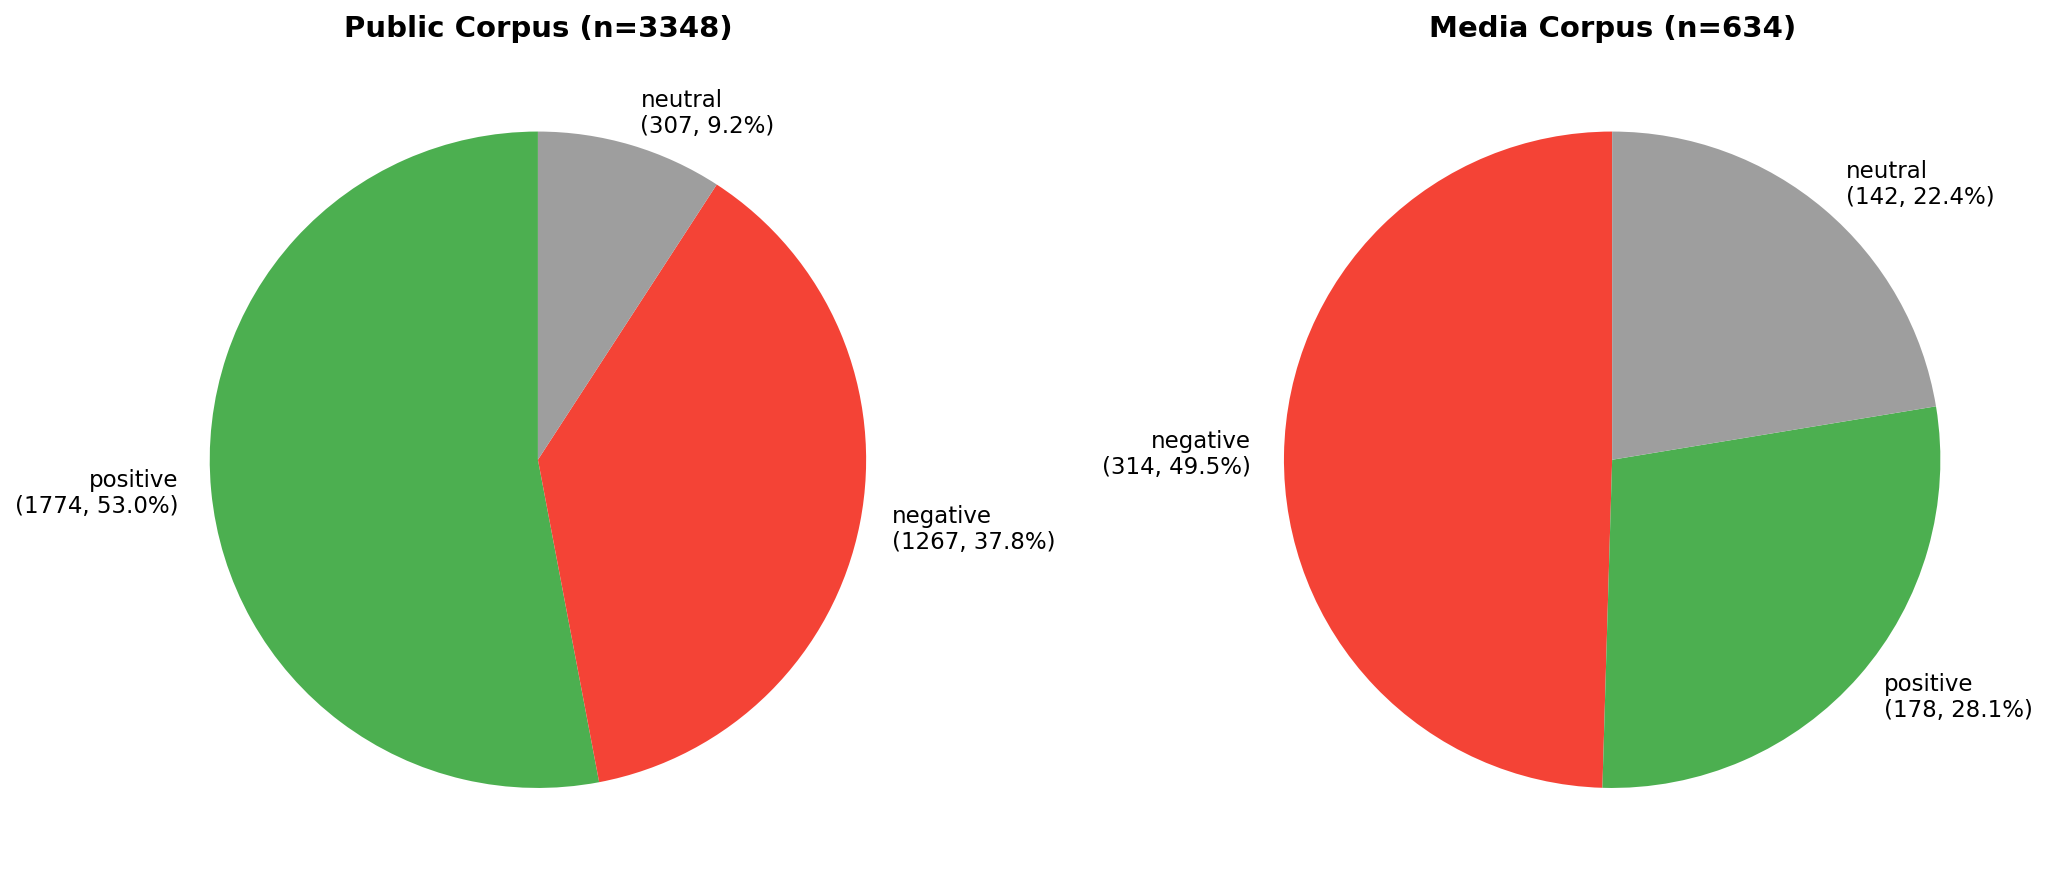 Public Corpus (n=3348)
neutral
(307, 9.2%)
positive
(1774, 53.0%)
negative
(1267, 37.8%)
Media Corpus (n=634)
neutral
(142, 22.4%)
negative
(314, 49.5%)
positive
(178, 28.1%)